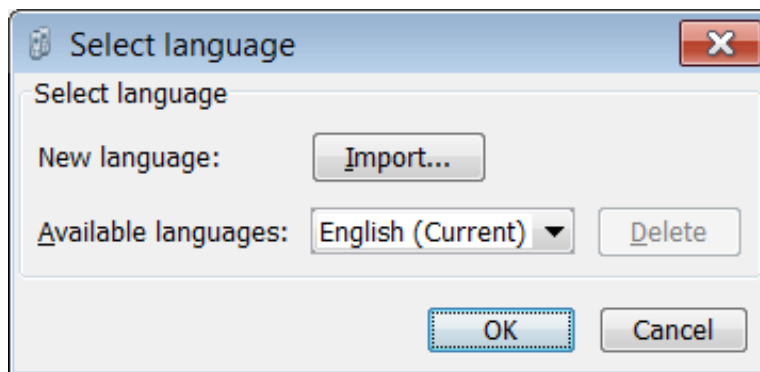 Select language
Select language
New language: Import...
Available languages: English (Current) Delete
OK Cancel